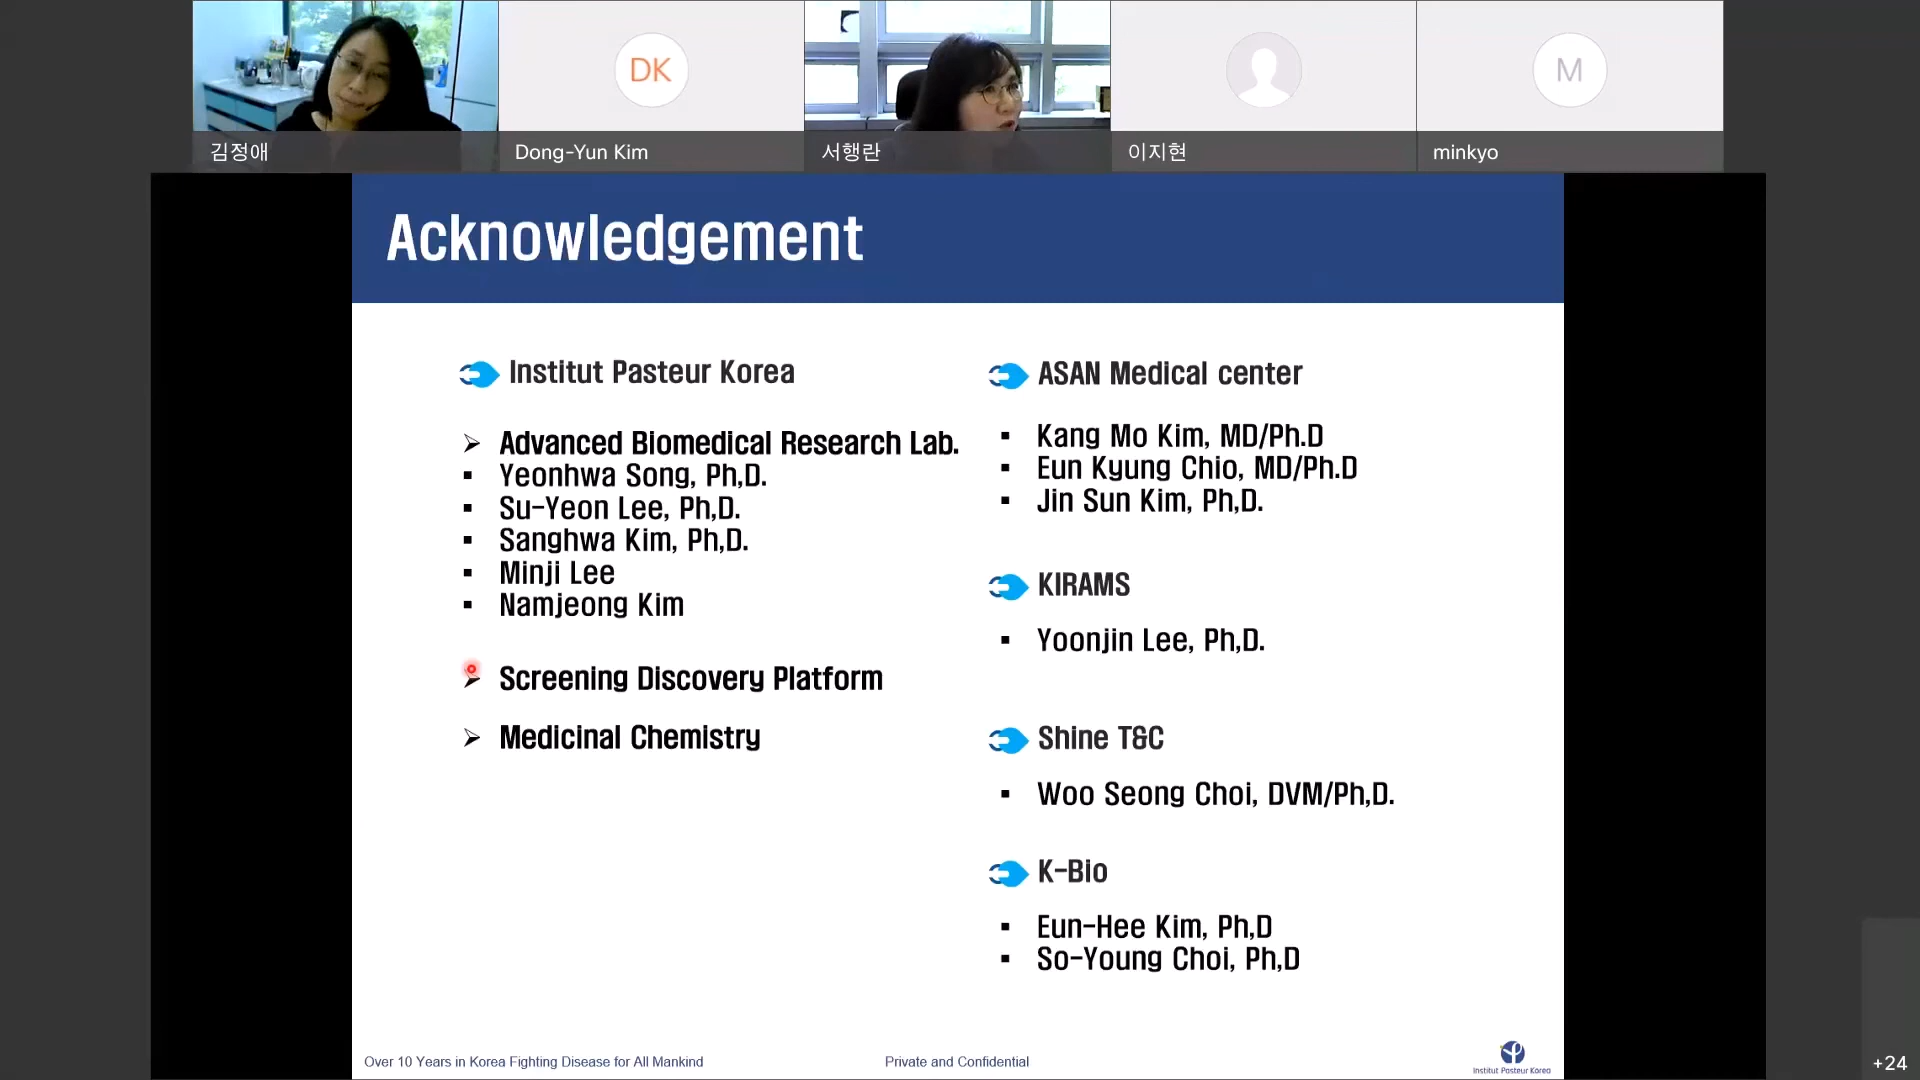 DK
M
김정애
Dong-Yun Kim
서행란
이지현
minkyo
Acknowledgement
Institut Pasteur Korea
Advanced Biomedical Research Lab.
Yeonhwa Song, Ph,D.
Su-Yeon Lee, Ph,D.
Sanghwa Kim, Ph,D.
Minji Lee
Namjeong Kim
Screening Discovery Platform
Medicinal Chemistry
ASAN Medical center
Kang Mo Kim, MD/Ph.D
Eun Kyung Chio, MD/Ph.D
Jin Sun Kim, Ph,D.
KIRAMS
Yoonjin Lee, Ph,D.
Shine T&C
Woo Seong Choi, DVM/Ph,D.
K-Bio
Eun-Hee Kim, Ph,D
So-Young Choi, Ph,D
Over 10 Years in Korea Fighting Disease for All Mankind
Private and Confidential
Institut Pasteur Korea
+24